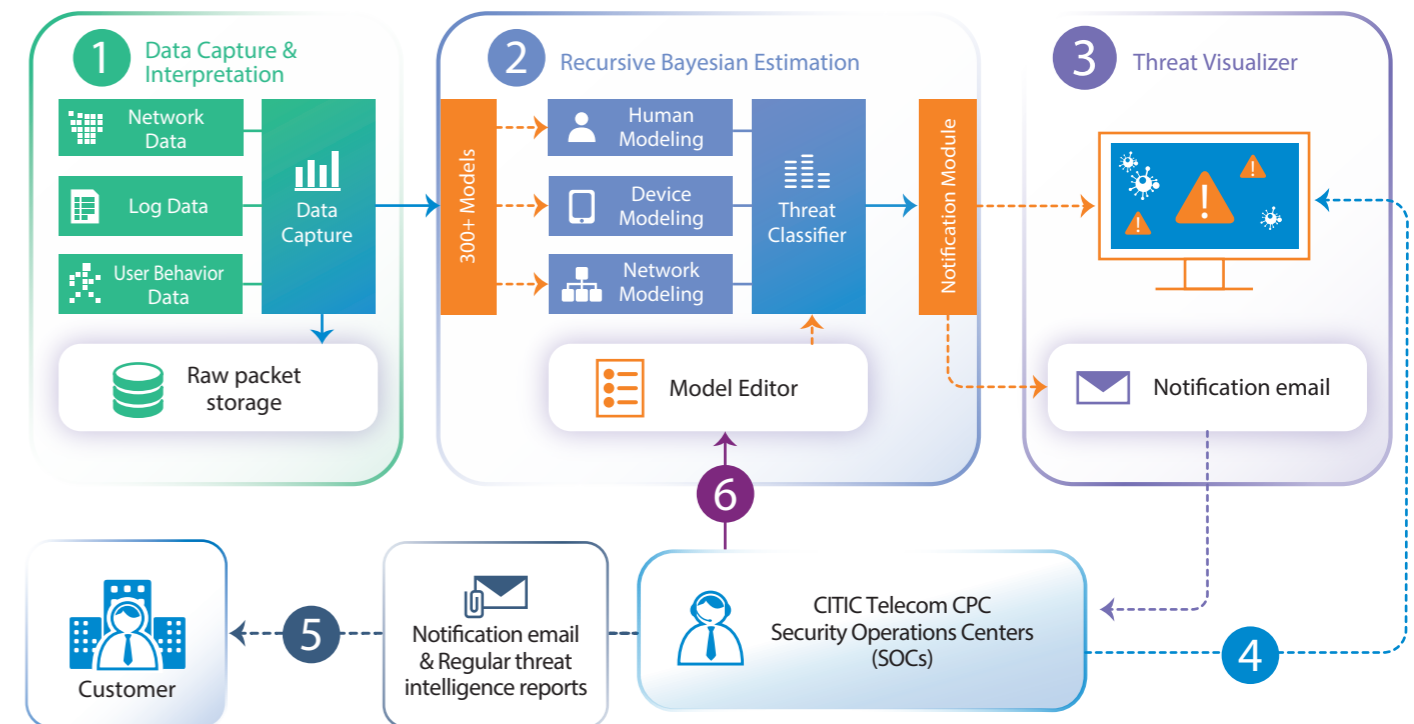 1
Data Capture &
Interpretation
Network
Data
Log Data
User Behavior
Data
Data
Capture
Raw packet
storage
2
Recursive Bayesian Estimation
300+ Models
Human
Modeling
Device
Modeling
Network
Modeling
Threat
Classifier
Notification Module
Model Editor
3
Threat Visualizer
!
!
!
Notification email
6
Customer
5
Notification email
& Regular threat
intelligence reports
CITIC Telecom CPC
Security Operations Centers
(SOCs)
4